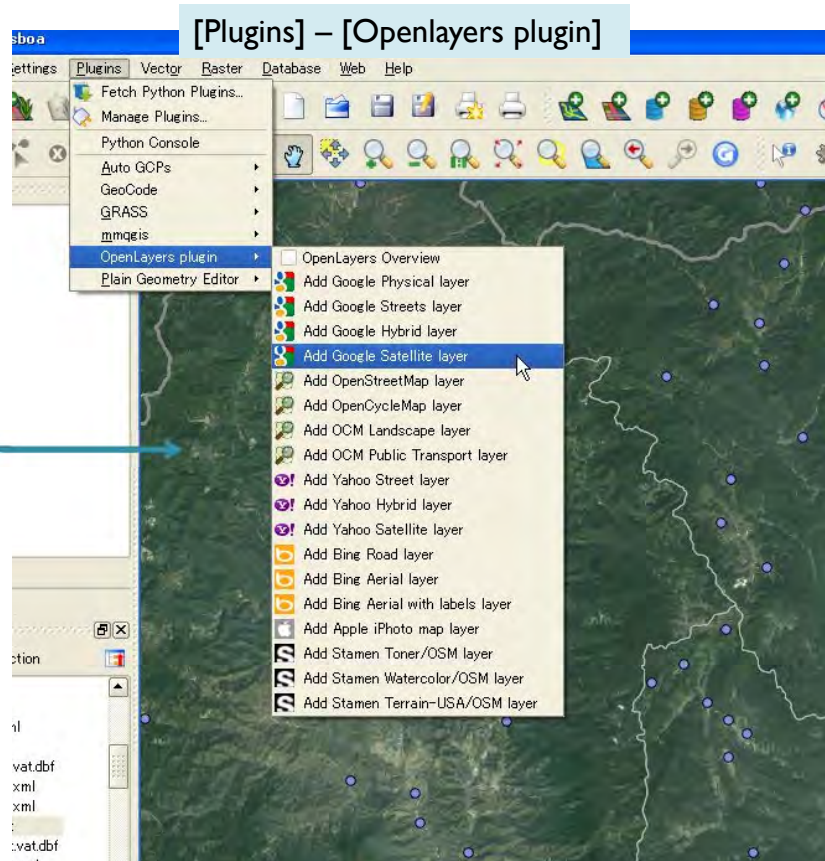 [Plugins] – [Openlayers plugin]
sboa
ettings Plugins Vector Raster Database Web Help
Fetch Python Plugins...
Manage Plugins...
Python Console
Auto GCPs
GeoCode
GRASS
mmqgis
OpenLayers plugin
Plain Geometry Editor
OpenLayers Overview
Add Google Physical layer
Add Google Streets layer
Add Google Hybrid layer
Add Google Satellite layer
Add OpenStreetMap layer
Add OpenCycleMap layer
Add OCM Landscape layer
Add OCM Public Transport layer
Add Yahoo Street layer
Add Yahoo Hybrid layer
Add Yahoo Satellite layer
Add Bing Road layer
Add Bing Aerial layer
Add Bing Aerial with labels layer
Add Apple iPhoto map layer
Add Stamen Toner/OSM layer
Add Stamen Watercolor/OSM layer
Add Stamen Terrain-USA/OSM layer
ction
vat.dbf
xml
xml
.vat.dbf